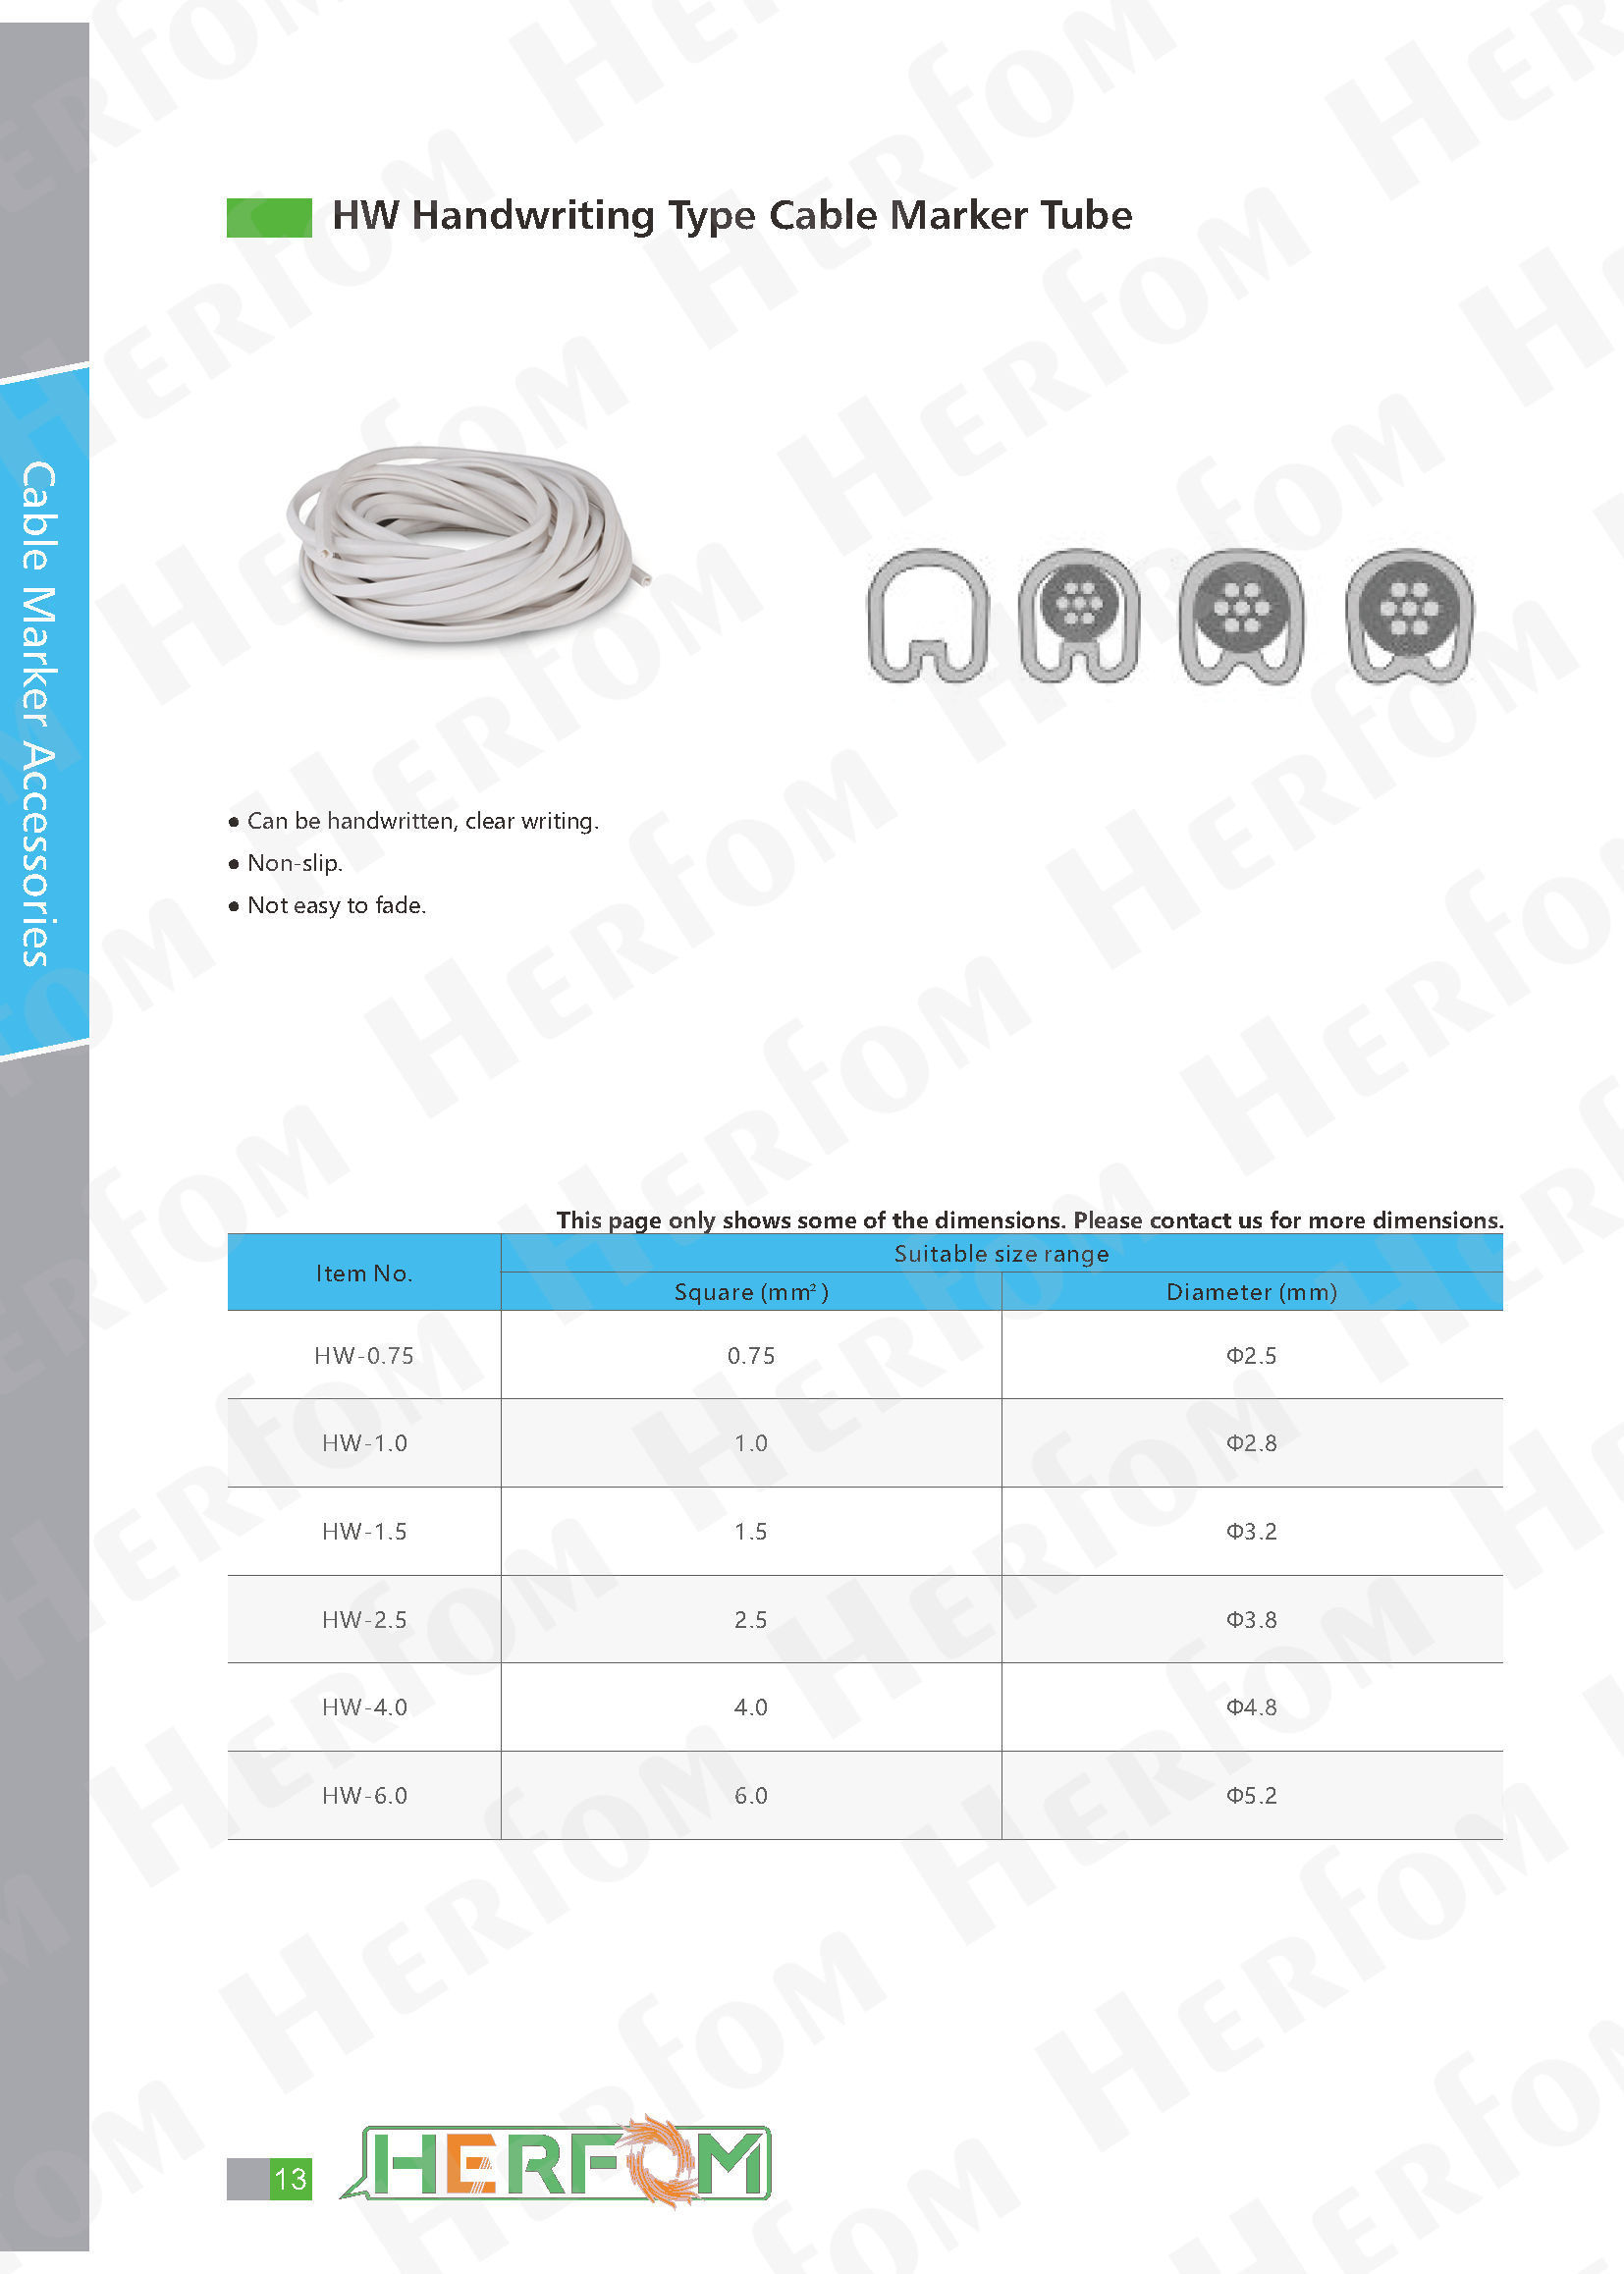 HW Handwriting Type Cable Marker Tube
Cable Marker Accessories
● Can be handwritten, clear writing.
● Non-slip.
● Not easy to fade.
This page only shows some of the dimensions. Please contact us for more dimensions.
Item No.
Suitable size range
Square (mm²)
Diameter (mm)
HW-0.75 0.75 Φ2.5
HW-1.0 1.0 Φ2.8
HW-1.5 1.5 Φ3.2
HW-2.5 2.5 Φ3.8
HW-4.0 4.0 Φ4.8
HW-6.0 6.0 Φ5.2
13
HERFOM